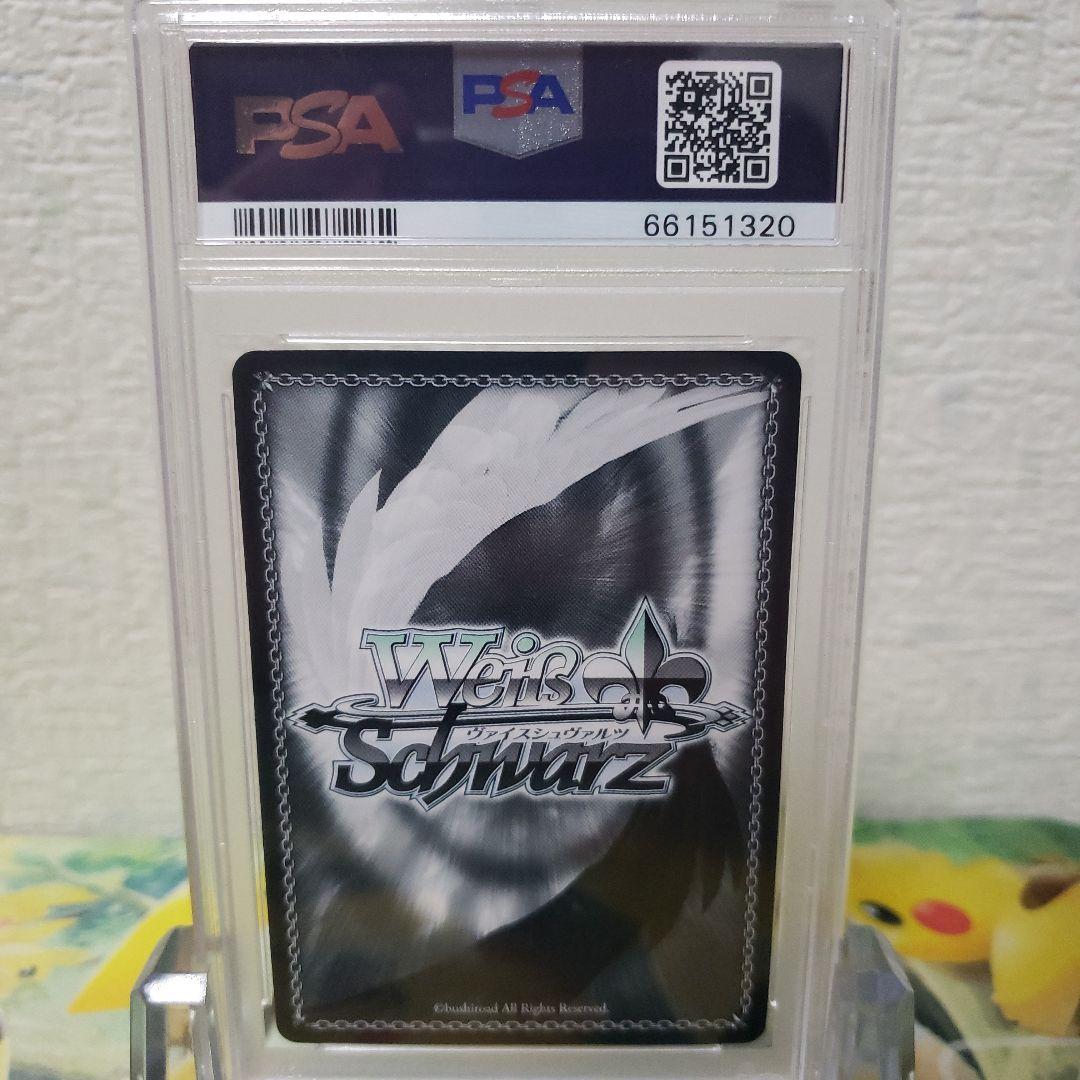 PSA
PSA
66151320
Weiß
ヴァイスシュヴァルツ
Schwarz
©bushiroad All Rights Reserved.